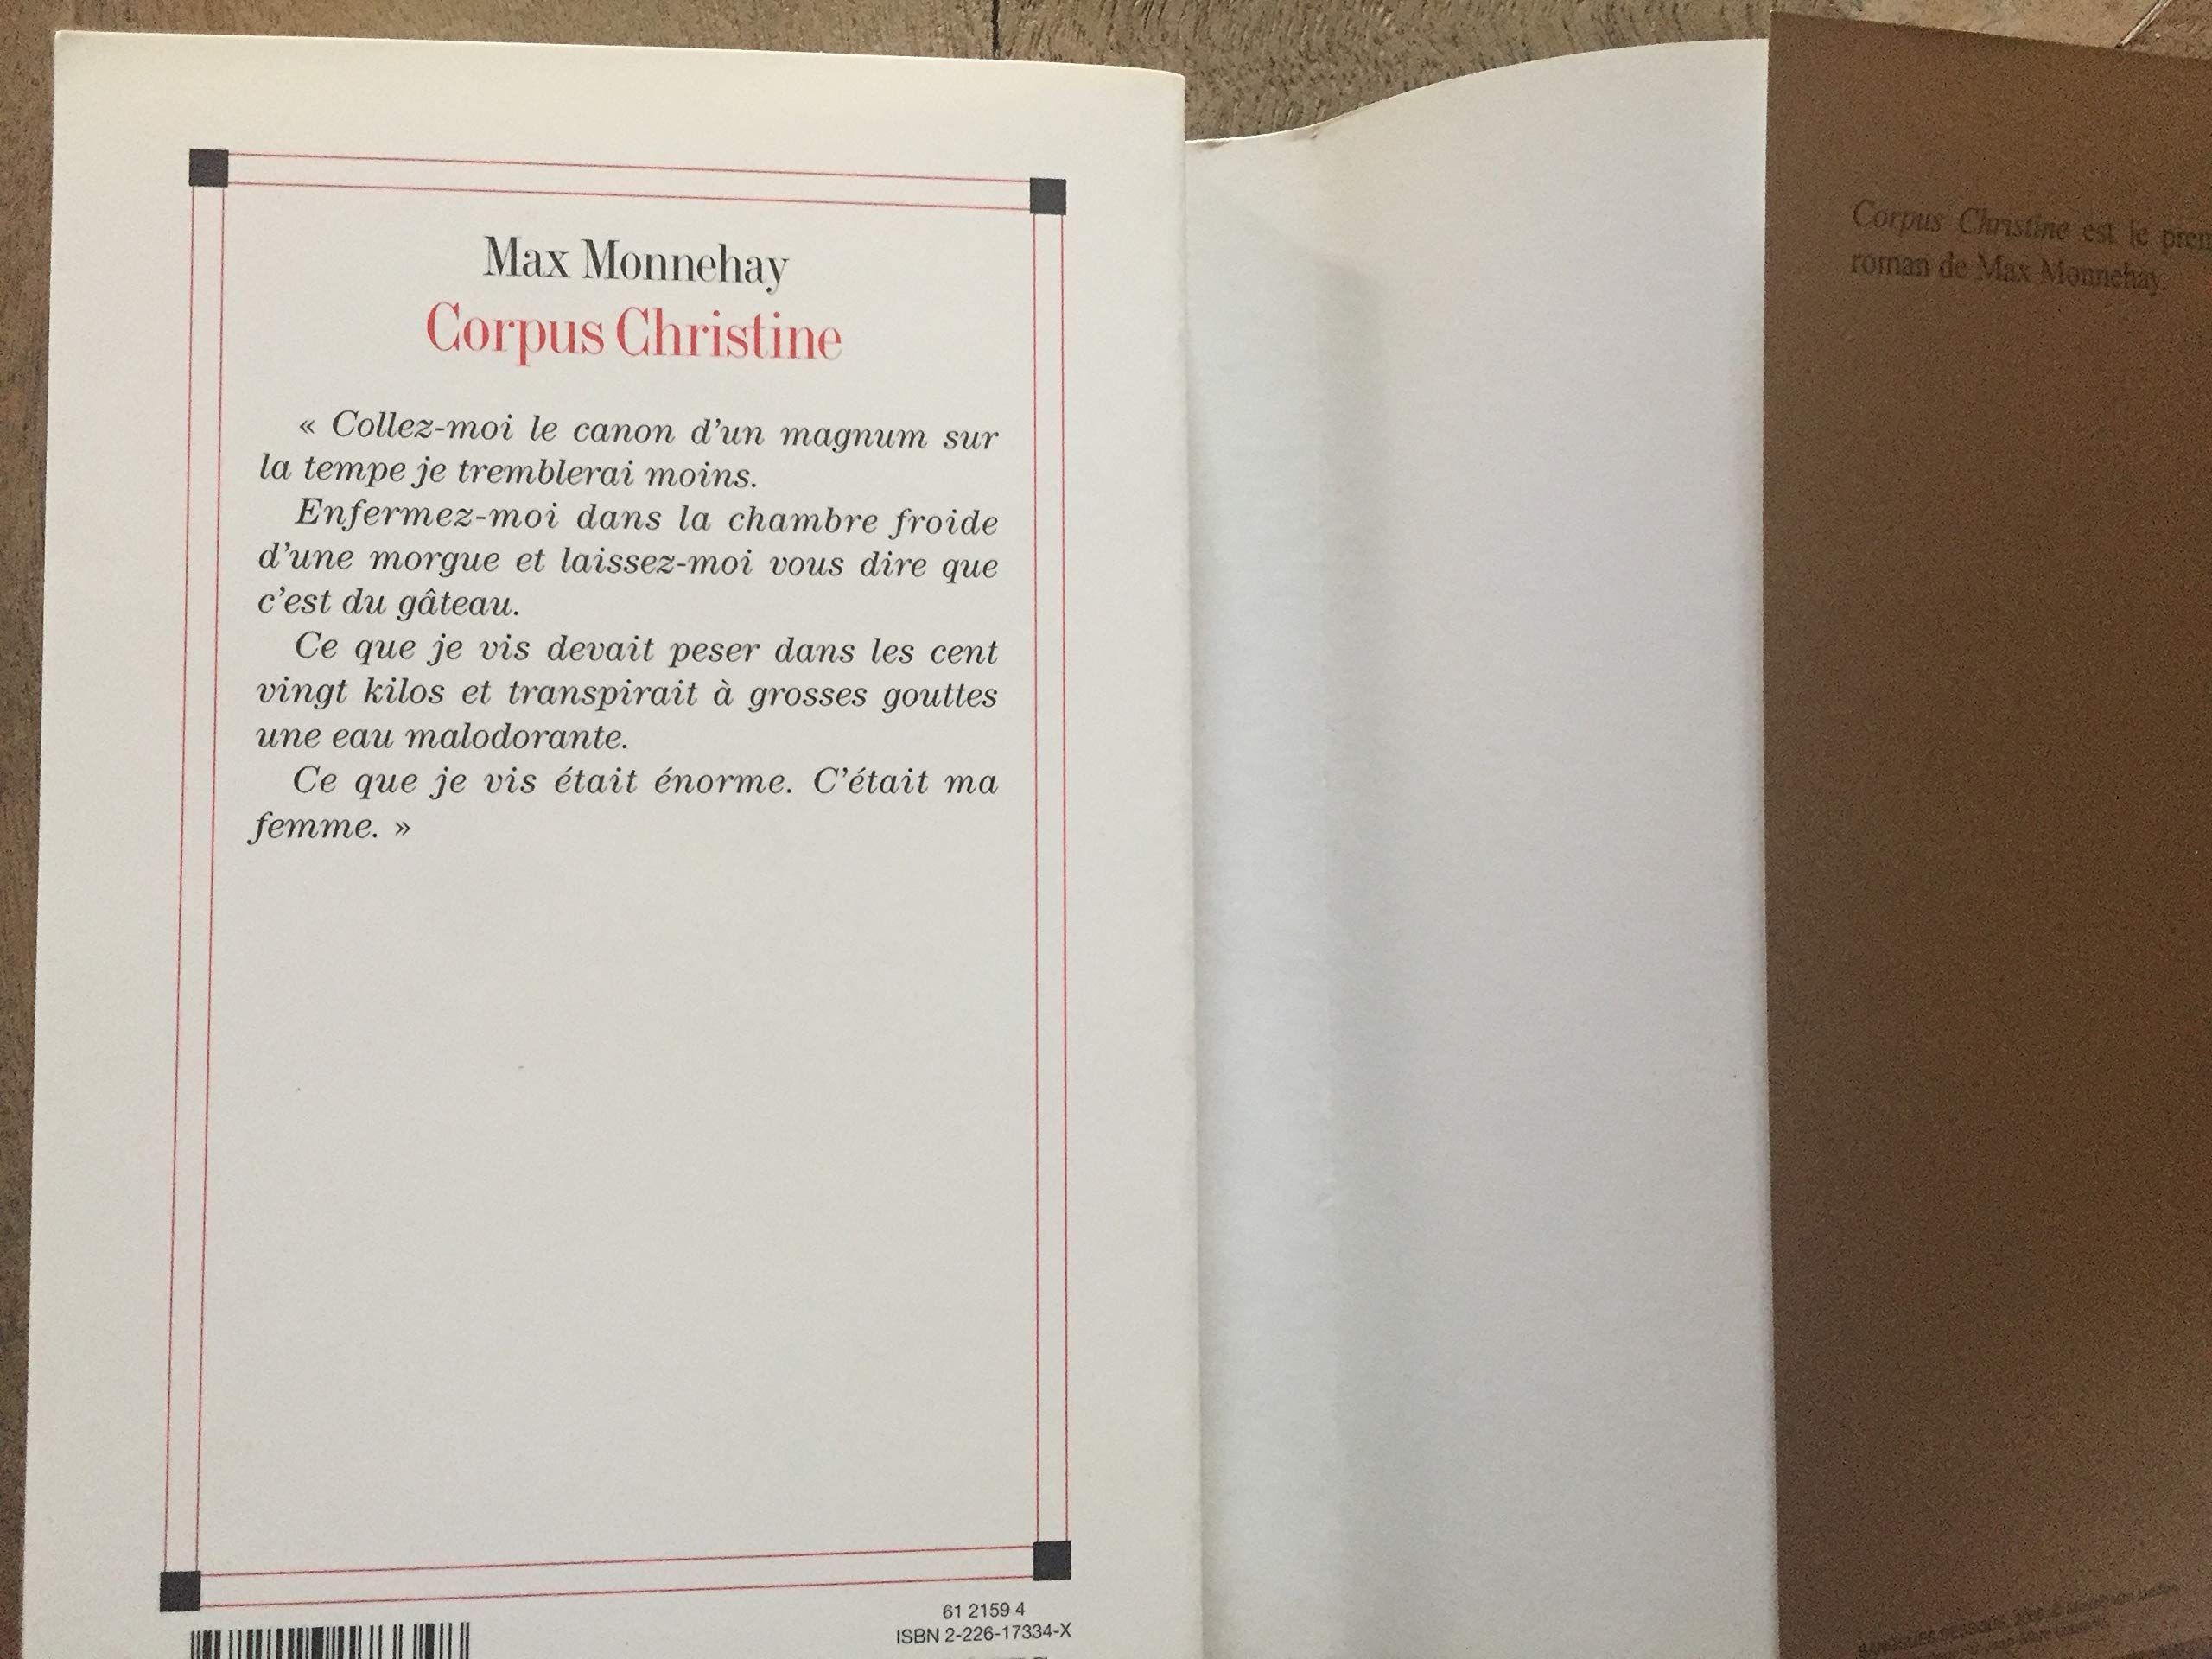 Max Monnehay
Corpus Christine
« Collez-moi le canon d'un magnum sur
la tempe je tremblerai moins.
Enfermez-moi dans la chambre froide
d'une morgue et laissez-moi vous dire que
c'est du gâteau.
Ce que je vis devait peser dans les cent
vingt kilos et transpirait à grosses gouttes
une eau malodorante.
Ce que je vis était énorme. C'était ma
femme. »
61 2159 4
ISBN 2-226-17334-X
Corpus Christine est le prem
roman de Max Monnehay.